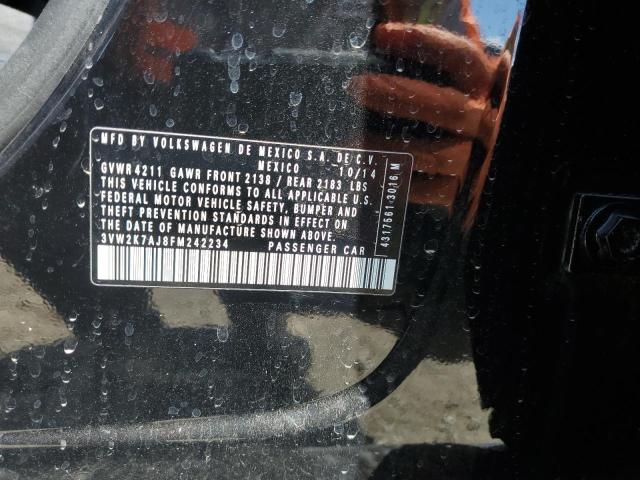 MFD BY VOLKSWAGEN DE MEXICO S.A. DE C.V.
MEXICO 10/14
GVWR 4211 GAWR FRONT 2138 / REAR 2183 LBS
THIS VEHICLE CONFORMS TO ALL APPLICABLE U.S.
FEDERAL MOTOR VEHICLE SAFETY, BUMPER AND
THEFT PREVENTION STANDARDS IN EFFECT ON
THE DATE OF MANUFACTURE SHOWN ABOVE.
3VW2K7AJ8FM242234 PASSENGER CAR
4317561-3016.M